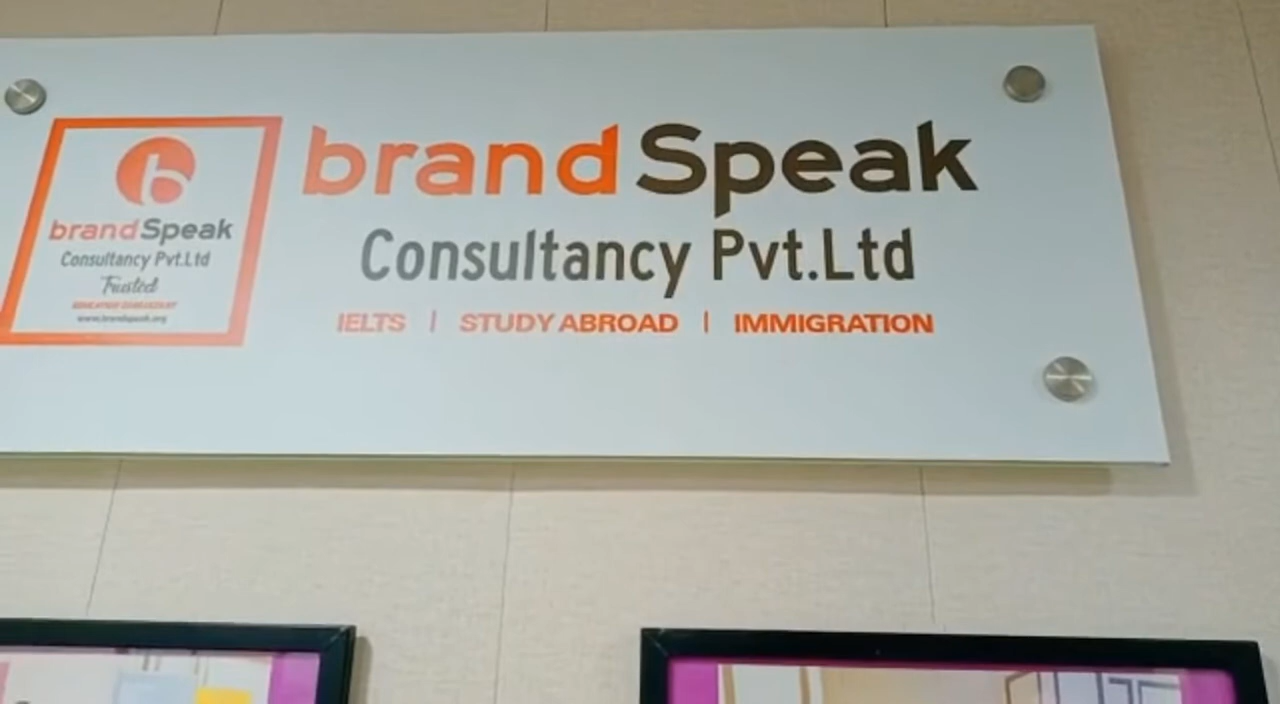 brandSpeak
Consultancy Pvt.Ltd
Trusted
www.brandspeak.org
brandSpeak
Consultancy Pvt.Ltd
IELTS | STUDY ABROAD | IMMIGRATION